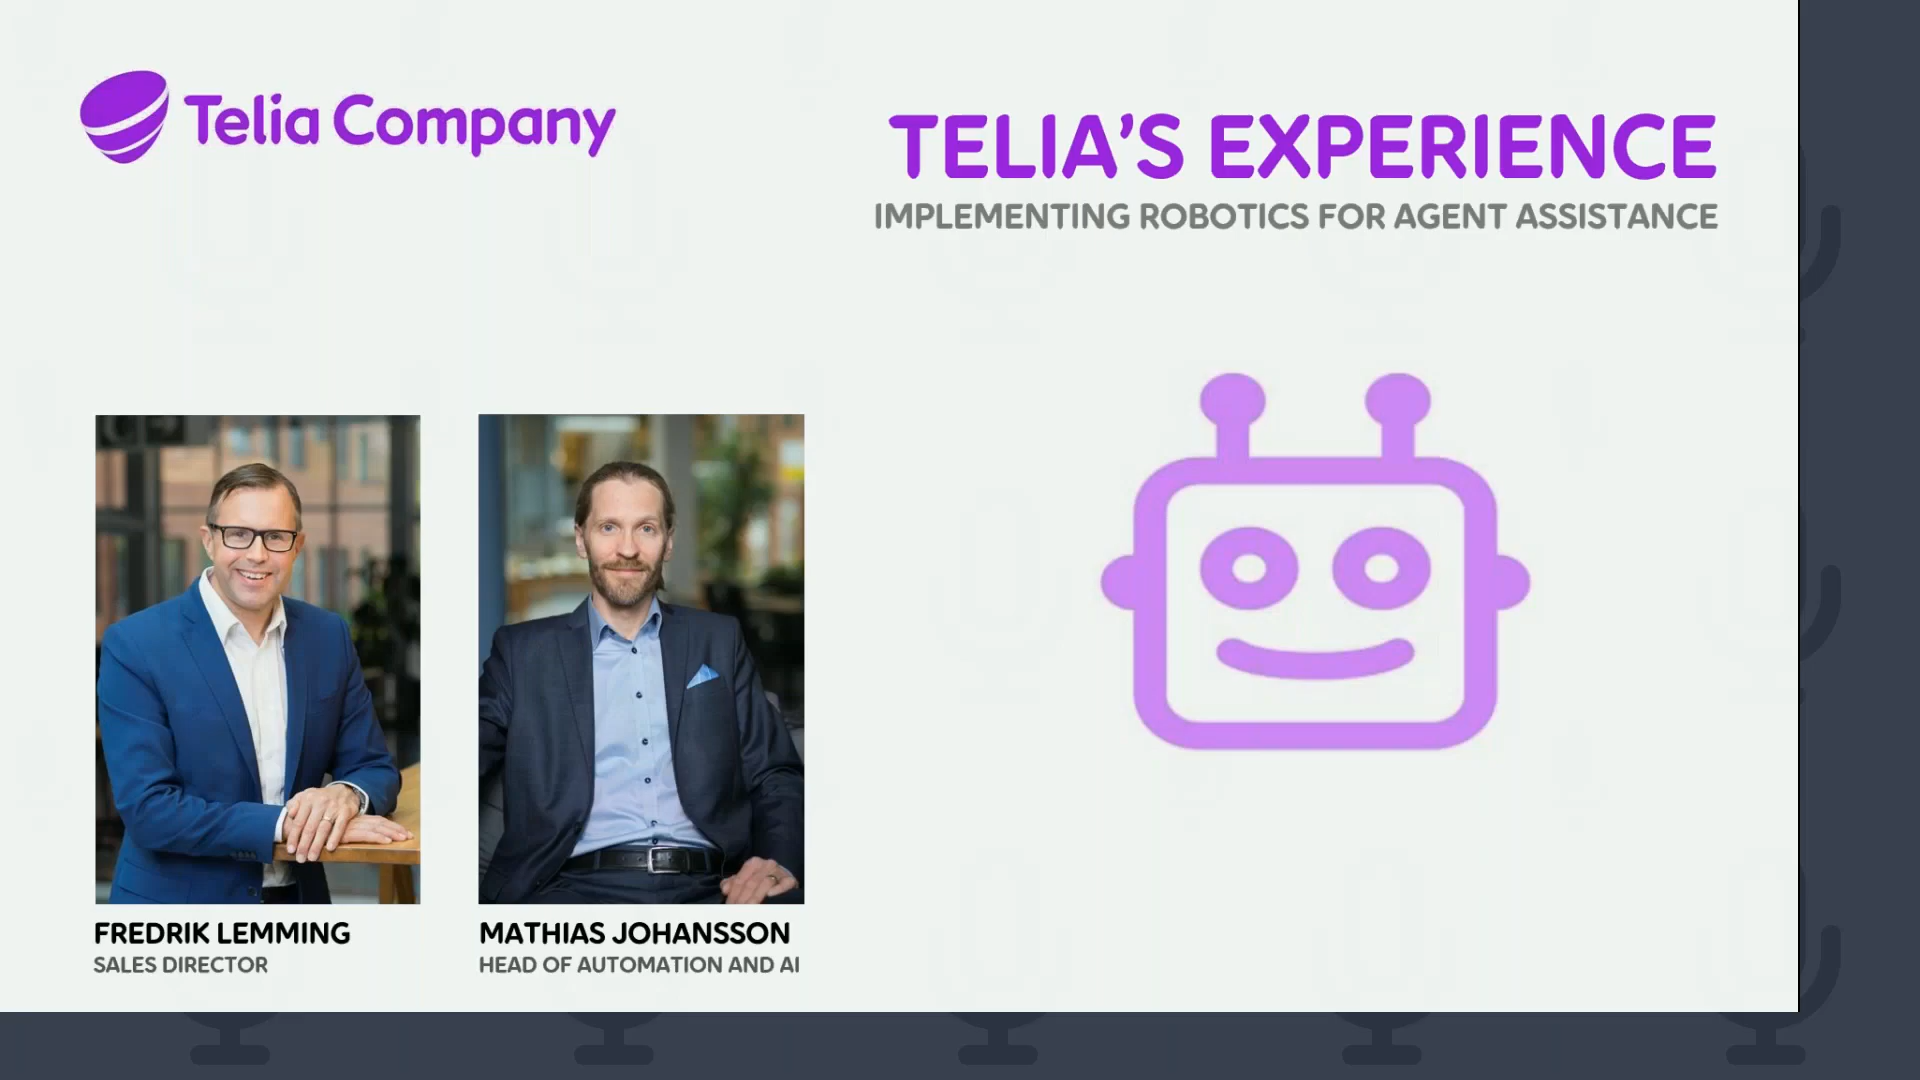 Telia Company
TELIA'S EXPERIENCE
IMPLEMENTING ROBOTICS FOR AGENT ASSISTANCE
FREDRIK LEMMING
SALES DIRECTOR
MATHIAS JOHANSSON
HEAD OF AUTOMATION AND AI